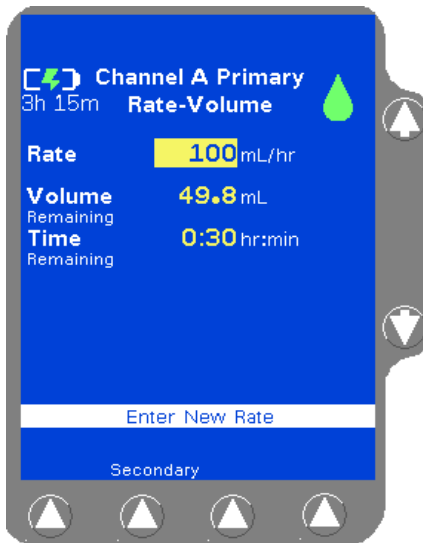 Channel A Primary
3h 15m Rate-Volume
Rate 100 mL/hr
Volume 49.8 mL
Remaining
Time 0:30 hr:min
Remaining
Enter New Rate
Secondary